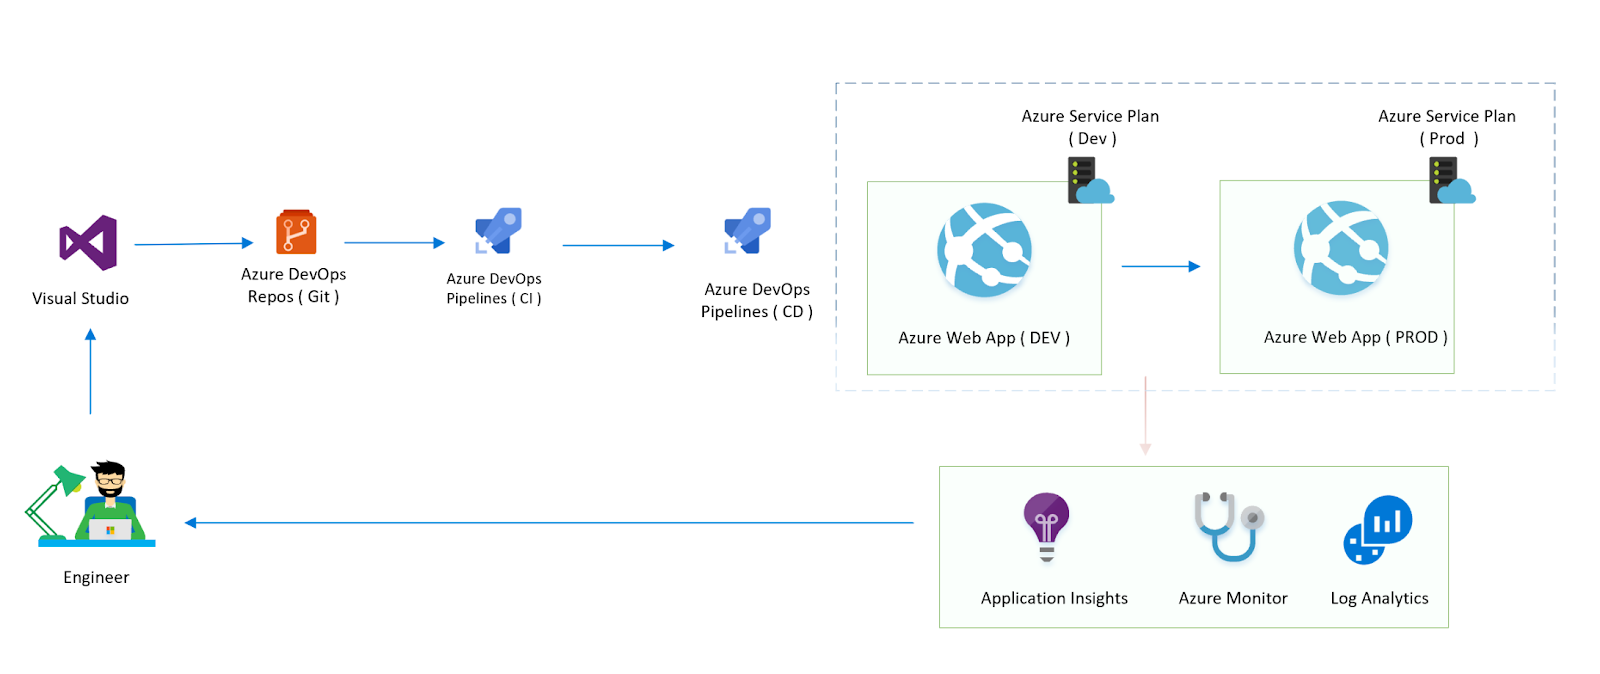 Azure Service Plan
( Dev )
Azure Service Plan
( Prod )
Visual Studio
Azure DevOps
Repos ( Git )
Azure DevOps
Pipelines ( CI )
Azure DevOps
Pipelines ( CD )
Azure Web App ( DEV )
Azure Web App ( PROD )
Engineer
Application Insights
Azure Monitor
Log Analytics